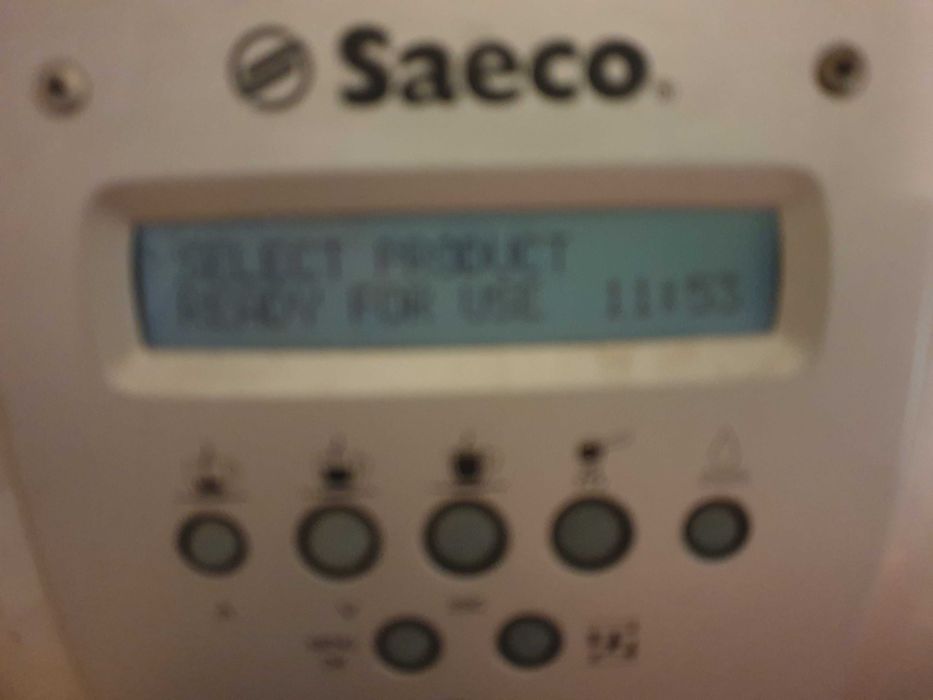 Saeco
SELECT PRODUCT
READY FOR USE 11:53